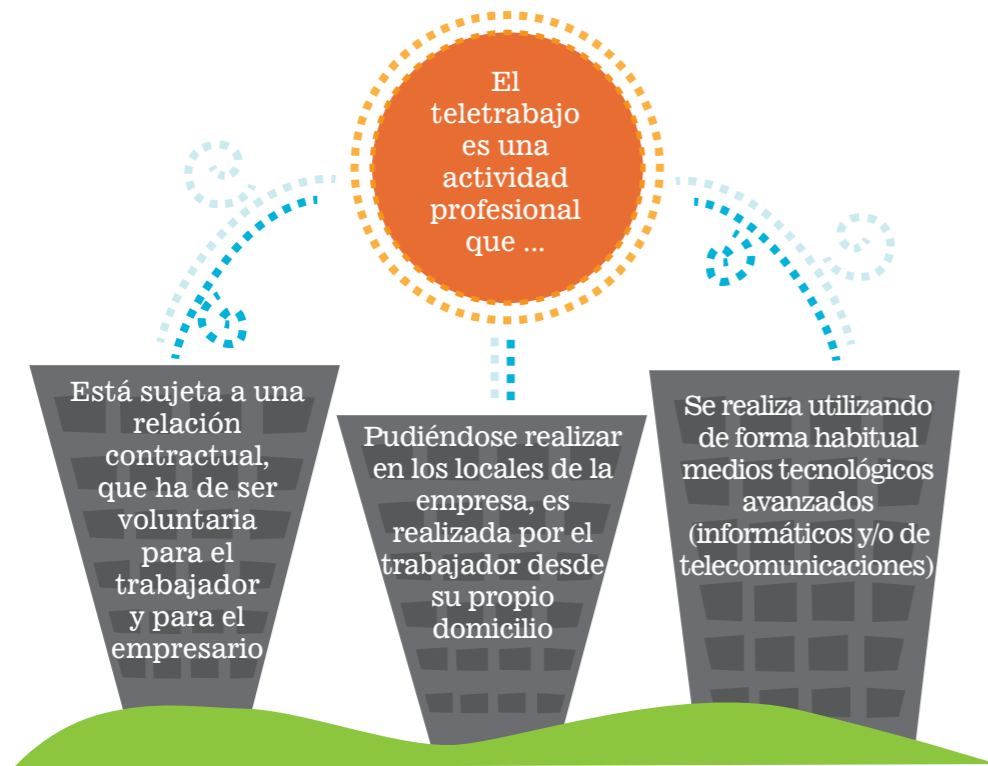 El
teletrabajo
es una
actividad
profesional
que ...
Está sujeta a una
relación
contractual,
que ha de ser
voluntaria
para el
trabajador
y para el
empresario
Pudiéndose realizar
en los locales de la
empresa, es
realizada por el
trabajador desde
su propio
domicilio
Se realiza utilizando
de forma habitual
medios tecnológicos
avanzados
(informáticos y/o de
telecomunicaciones)